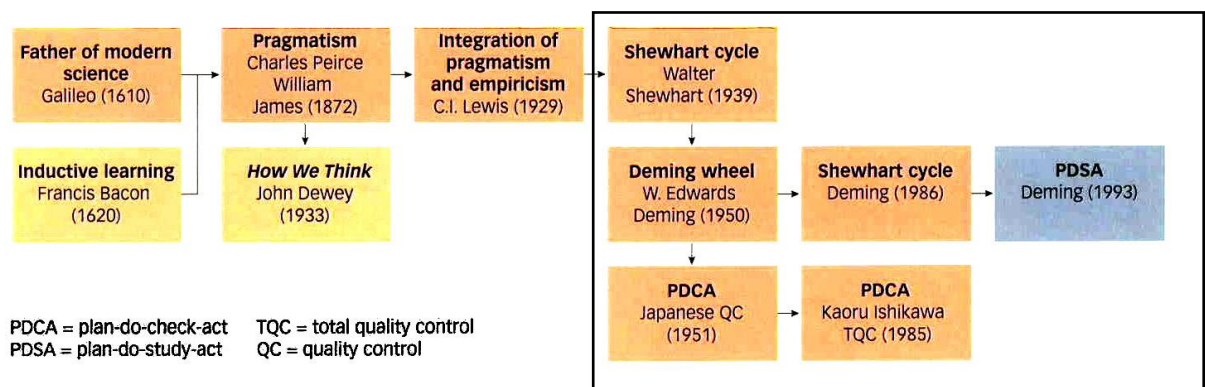 Father of modern
science
Galileo (1610)
Pragmatism
Charles Peirce
William
James (1872)
Integration of
pragmatism
and empiricism
C.I. Lewis (1929)
Shewhart cycle
Walter
Shewhart (1939)
Inductive learning
Francis Bacon
(1620)
How We Think
John Dewey
(1933)
Deming wheel
W. Edwards
Deming (1950)
Shewhart cycle
Deming (1986)
PDSA
Deming (1993)
PDCA
Japanese QC
(1951)
PDCA
Kaoru Ishikawa
TQC (1985)
PDCA = plan-do-check-act TQC = total quality control
PDSA = plan-do-study-act QC = quality control